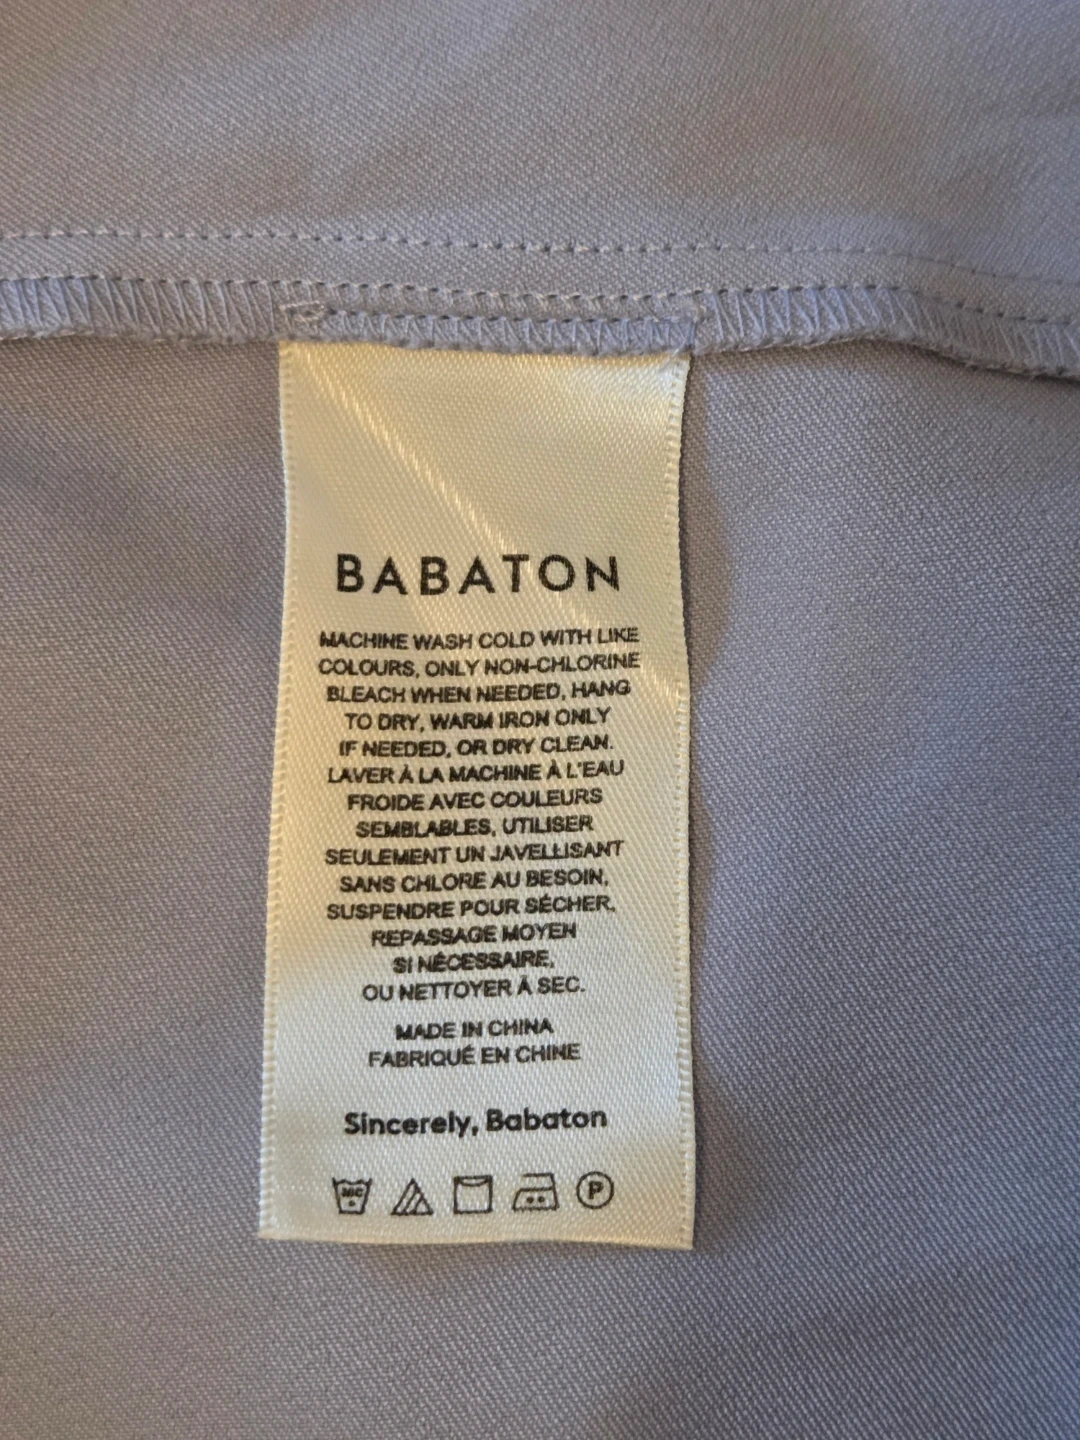 BABATON
MACHINE WASH COLD WITH LIKE
COLOURS, ONLY NON-CHLORINE
BLEACH WHEN NEEDED, HANG
TO DRY, WARM IRON ONLY
IF NEEDED, OR DRY CLEAN.
LAVER À LA MACHINE À L'EAU
FROIDE AVEC COULEURS
SEMBLABLES, UTILISER
SEULEMENT UN JAVELLISANT
SANS CHLORE AU BESOIN,
SUSPENDRE POUR SÉCHER,
REPASSAGE MOYEN
SI NÉCESSAIRE,
OU NETTOYER À SEC.
MADE IN CHINA
FABRIQUÉ EN CHINE
Sincerely, Babaton
P